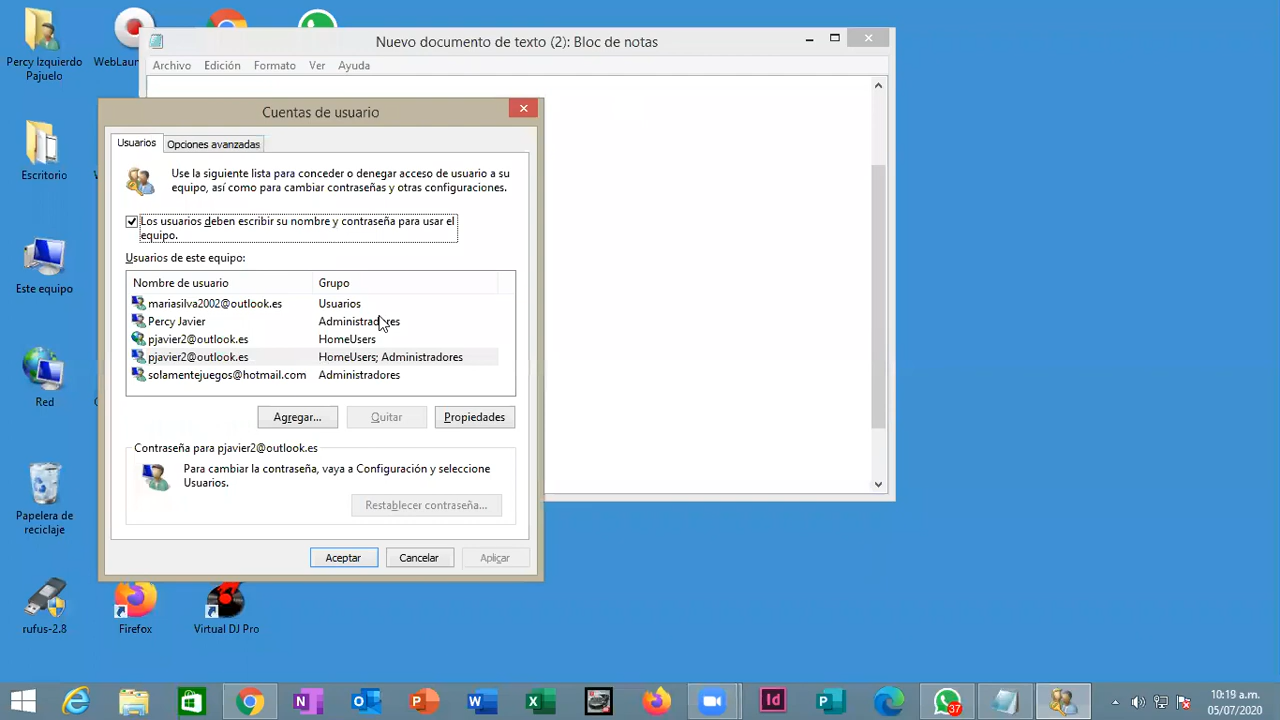 Percy Izquierdo
Pajuelo
WebLaun
Escritorio
Este equipo
Red
Papelera de
reciclaje
rufus-2.8
Firefox
Virtual DJ Pro
Nuevo documento de texto (2): Bloc de notas
Archivo Edición Formato Ver Ayuda
Cuentas de usuario
Usuarios Opciones avanzadas
Use la siguiente lista para conceder o denegar acceso de usuario a su
equipo, así como para cambiar contraseñas y otras configuraciones.
Los usuarios deben escribir su nombre y contraseña para usar el
equipo.
Usuarios de este equipo:
Nombre de usuario Grupo
mariasilva2002@outlook.es Usuarios
Percy Javier Administradores
pjavier2@outlook.es HomeUsers
pjavier2@outlook.es HomeUsers; Administradores
solamentejuegos@hotmail.com Administradores
Agregar... Quitar Propiedades
Contraseña para pjavier2@outlook.es
Para cambiar la contraseña, vaya a Configuración y seleccione
Usuarios.
Restablecer contraseña...
Aceptar Cancelar Aplicar
37
10:19 a.m.
05/07/2020